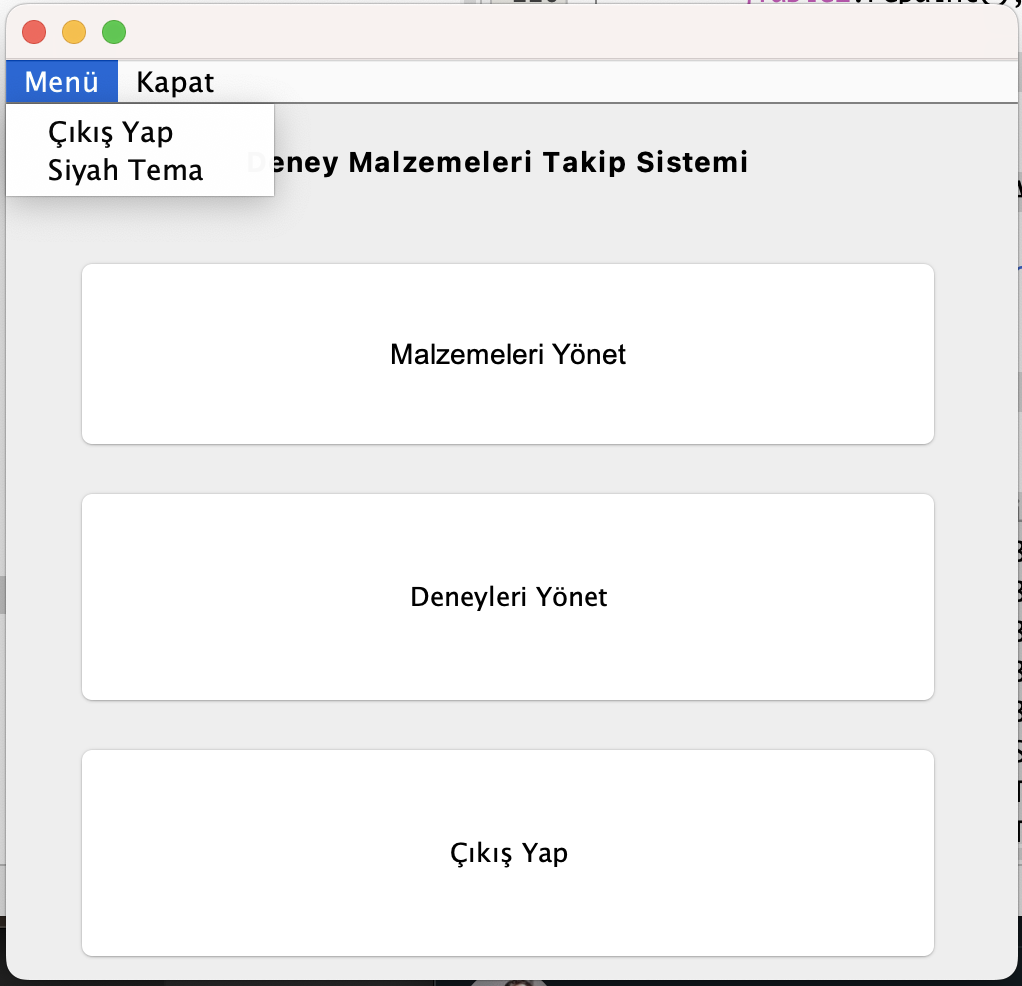 Menü Kapat
Çıkış Yap
Siyah Tema
Deney Malzemeleri Takip Sistemi
Malzemeleri Yönet
Deneyleri Yönet
Çıkış Yap